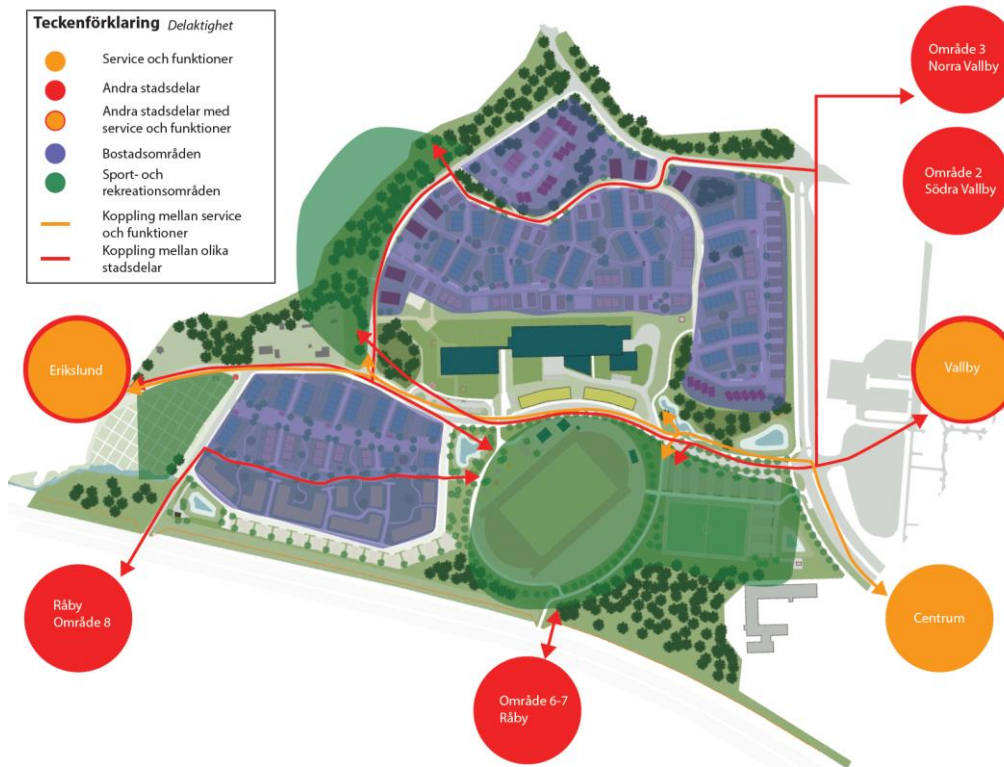 Teckenförklaring Delaktighet
Service och funktioner
Andra stadsdelar
Andra stadsdelar med
service och funktioner
Bostadsområden
Sport- och
rekreationsområden
Koppling mellan service
och funktioner
Koppling mellan olika
stadsdelar
Område 3
Norra Vallby
Område 2
Södra Vallby
Erikslund
Vallby
Råby
Område 8
Centrum
Område 6-7
Råby